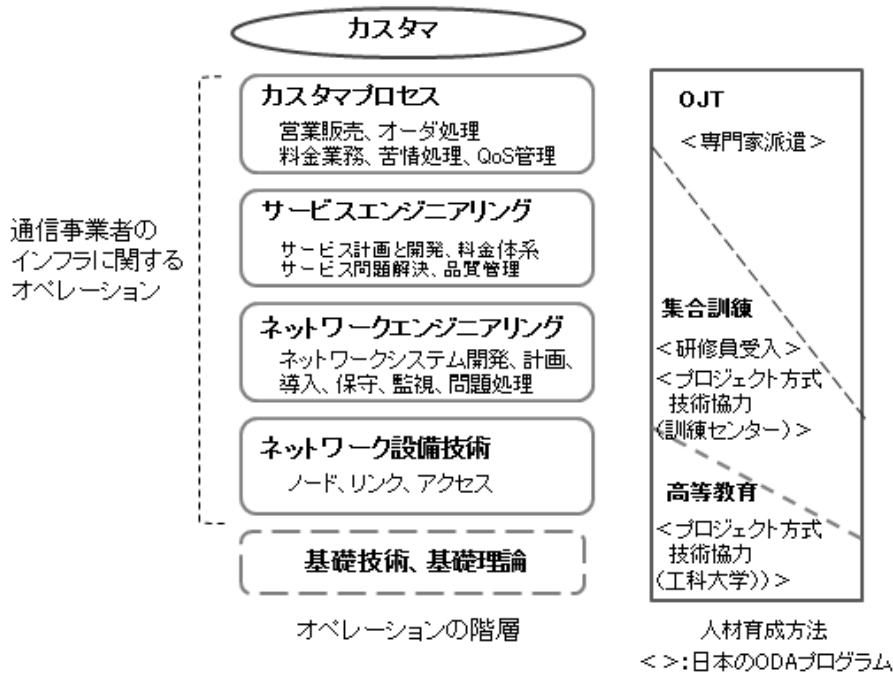 カスタマ
カスタマプロセス
営業販売、オーダ処理
料金業務、苦情処理、QoS管理
サービスエンジニアリング
サービス計画と開発、料金体系
サービス問題解決、品質管理
ネットワークエンジニアリング
ネットワークシステム開発、計画、
導入、保守、監視、問題処理
ネットワーク設備技術
ノード、リンク、アクセス
基礎技術、基礎理論
オペレーションの階層
通信事業者の
インフラに関する
オペレーション
OJT
＜専門家派遣＞
集合訓練
＜研修員受入＞
＜プロジェクト方式
技術協力
(訓練センター)＞
高等教育
＜プロジェクト方式
技術協力
(工科大学))＞
人材育成方法
＜＞:日本のODAプログラム